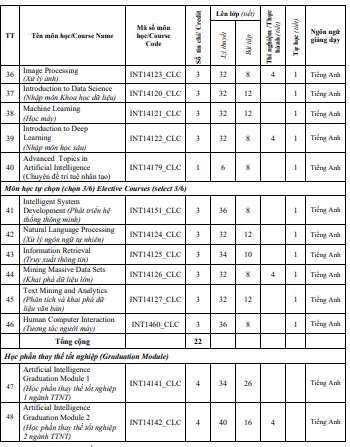 TT Tên môn học/Course Name Mã số môn học/Course Code Số tín chỉ/ Credit Lên lớp (tiết) Lý thuyết Bài tập Thí nghiệm /Thực hành (tiết) Tự học (tiết) Ngôn ngữ giảng dạy
36 Image Processing (Xử lý ảnh) INT14123_CLC 3 32 8 4 1 Tiếng Anh
37 Introduction to Data Science (Nhập môn Khoa học dữ liệu) INT14120_CLC 3 32 12 1 Tiếng Anh
38 Machine Learning (Học máy) INT14121_CLC 3 32 12 1 Tiếng Anh
39 Introduction to Deep Learning (Nhập môn học sâu) INT14122_CLC 3 32 8 4 1 Tiếng Anh
40 Advanced Topics in Artificial Intelligence (Chuyên đề trí tuệ nhân tạo) INT14179_CLC 1 6 8 1 Tiếng Anh
Môn học tự chọn (chọn 3/6) Elective Courses (select 3/6)
41 Intelligent System Development (Phát triển hệ thống thông minh) INT14151_CLC 3 36 8 1 Tiếng Anh
42 Natural Language Processing (Xử lý ngôn ngữ tự nhiên) INT14124_CLC 3 32 12 1 Tiếng Anh
43 Information Retrieval (Truy xuất thông tin) INT14125_CLC 3 34 10 1 Tiếng Anh
44 Mining Massive Data Sets (Khai phá dữ liệu lớn) INT14126_CLC 3 32 8 4 1 Tiếng Anh
45 Text Mining and Analytics (Phân tích và khai phá dữ liệu văn bản) INT14127_CLC 3 32 12 1 Tiếng Anh
46 Human Computer Interaction (Tương tác người máy) INT1460_CLC 3 36 8 1 Tiếng Anh
Tổng cộng 22
Học phần thay thế tốt nghiệp (Graduation Module)
47 Artificial Intelligence Graduation Module 1 (Học phần thay thế tốt nghiệp 1 ngành TTNT) INT14141_CLC 4 34 26 Tiếng Anh
48 Artificial Intelligence Graduation Module 2 (Học phần thay thế tốt nghiệp 2 ngành TTNT) INT14142_CLC 4 40 16 4 Tiếng Anh